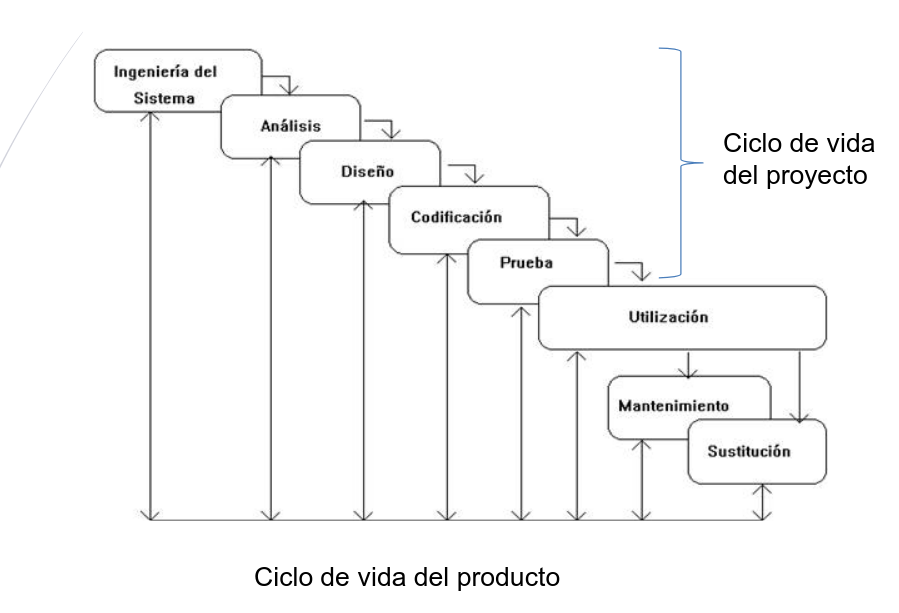 Ingeniería del
Sistema
Análisis
Diseño
Codificación
Prueba
Utilización
Mantenimiento
Sustitución
Ciclo de vida
del proyecto
Ciclo de vida del producto